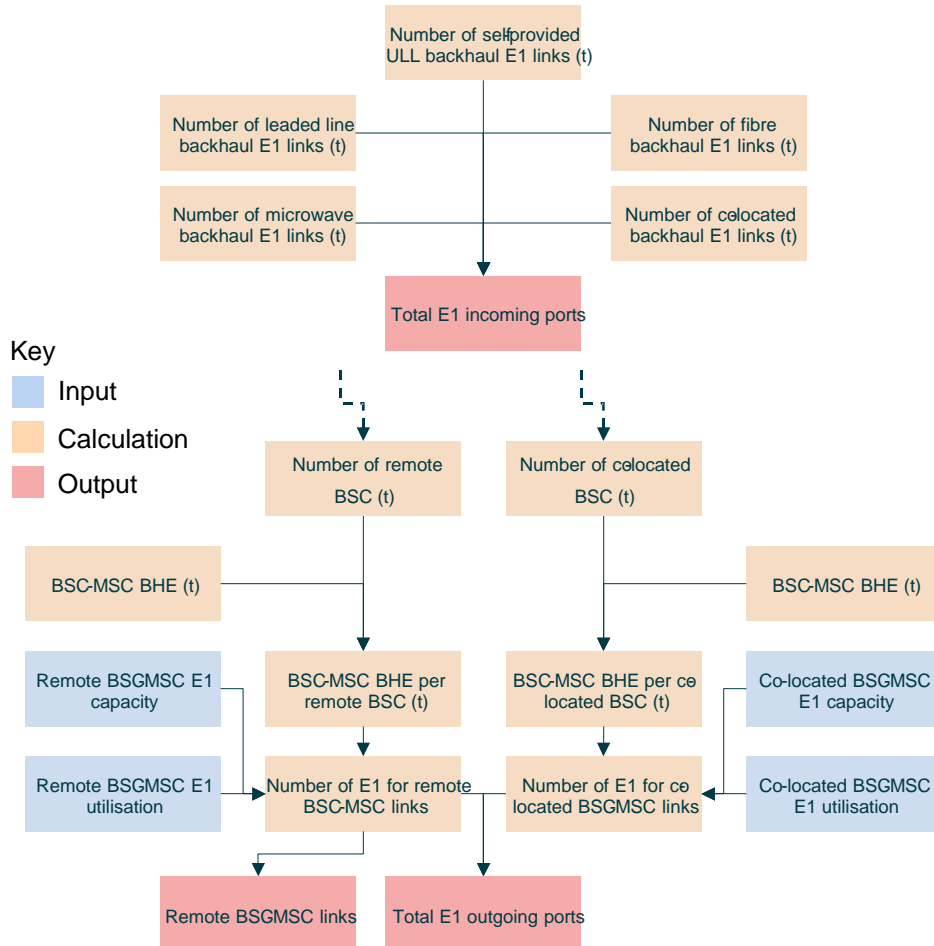 Number of self-provided
ULL backhaul E1 links (t)
Number of leaded line
backhaul E1 links (t)
Number of fibre
backhaul E1 links (t)
Number of microwave
backhaul E1 links (t)
Number of co-located
backhaul E1 links (t)
Total E1 incoming ports
Key
Input
Calculation
Output
Number of remote
BSC (t)
Number of co-located
BSC (t)
BSC-MSC BHE (t)
BSC-MSC BHE (t)
Remote BSC-MSC E1
capacity
BSC-MSC BHE per
remote BSC (t)
BSC-MSC BHE per co-
located BSC (t)
Co-located BSC-MSC
E1 capacity
Remote BSC-MSC E1
utilisation
Number of E1 for remote
BSC-MSC links
Number of E1 for co-
located BSC-MSC links
Co-located BSC-MSC
E1 utilisation
Remote BSC-MSC links
Total E1 outgoing ports